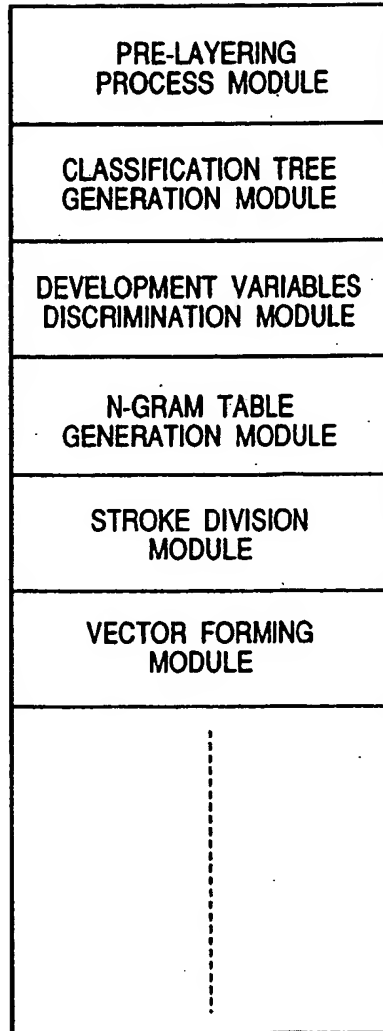 PRE-LAYERING
PROCESS MODULE
CLASSIFICATION TREE
GENERATION MODULE
DEVELOPMENT VARIABLES
DISCRIMINATION MODULE
N-GRAM TABLE
GENERATION MODULE
STROKE DIVISION
MODULE
VECTOR FORMING
MODULE